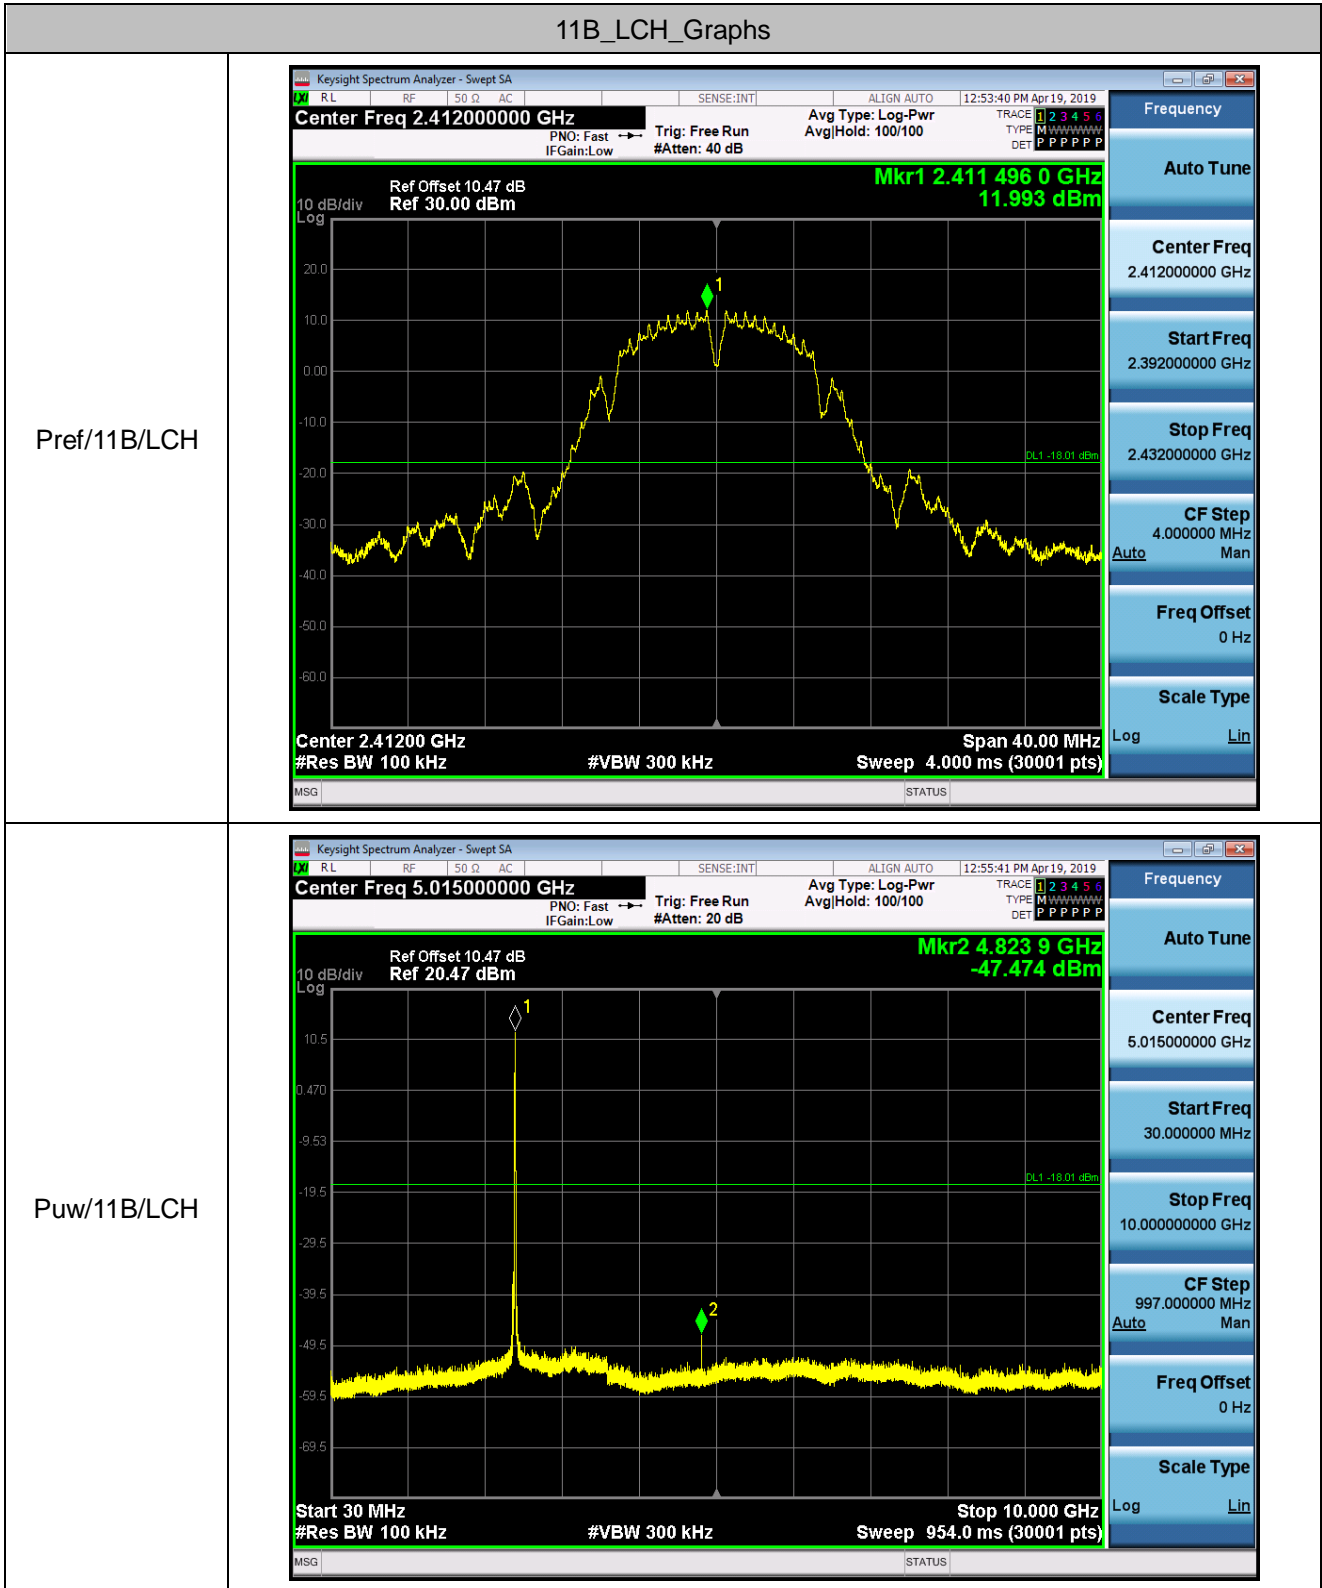 11B_LCH_Graphs
Pref/11B/LCH
Keysight Spectrum Analyzer - Swept SA
LXI RL RF 50 Ω AC SENSE:INT ALIGN AUTO 12:53:40 PM Apr 19, 2019
Center Freq 2.412000000 GHz
PNO: Fast
IFGain:Low
Trig: Free Run
#Atten: 40 dB
Avg Type: Log-Pwr
Avg|Hold: 100/100
TRACE 1 2 3 4 5 6
TYPE M W W W W W
DET P P P P P P
Mkr1 2.411 496 0 GHz
11.993 dBm
Ref Offset 10.47 dB
10 dB/div Ref 30.00 dBm
Log
20.0
10.0
0.00
-10.0
-20.0
-30.0
-40.0
-50.0
-60.0
1
DL1 -18.01 dBm
Center 2.41200 GHz Span 40.00 MHz
#Res BW 100 kHz #VBW 300 kHz Sweep 4.000 ms (30001 pts)
MSG STATUS
Frequency
Auto Tune
Center Freq
2.412000000 GHz
Start Freq
2.392000000 GHz
Stop Freq
2.432000000 GHz
CF Step
4.000000 MHz
Auto Man
Freq Offset
0 Hz
Scale Type
Log Lin
Puw/11B/LCH
Keysight Spectrum Analyzer - Swept SA
LXI RL RF 50 Ω AC SENSE:INT ALIGN AUTO 12:55:41 PM Apr 19, 2019
Center Freq 5.015000000 GHz
PNO: Fast
IFGain:Low
Trig: Free Run
#Atten: 20 dB
Avg Type: Log-Pwr
Avg|Hold: 100/100
TRACE 1 2 3 4 5 6
TYPE M W W W W W
DET P P P P P P
Mkr2 4.823 9 GHz
-47.474 dBm
Ref Offset 10.47 dB
10 dB/div Ref 20.47 dBm
Log
10.5
0.470
-9.53
-19.5
-29.5
-39.5
-49.5
-59.5
-69.5
1
2
DL1 -18.01 dBm
Start 30 MHz Stop 10.000 GHz
#Res BW 100 kHz #VBW 300 kHz Sweep 954.0 ms (30001 pts)
MSG STATUS
Frequency
Auto Tune
Center Freq
5.015000000 GHz
Start Freq
30.000000 MHz
Stop Freq
10.000000000 GHz
CF Step
997.000000 MHz
Auto Man
Freq Offset
0 Hz
Scale Type
Log Lin